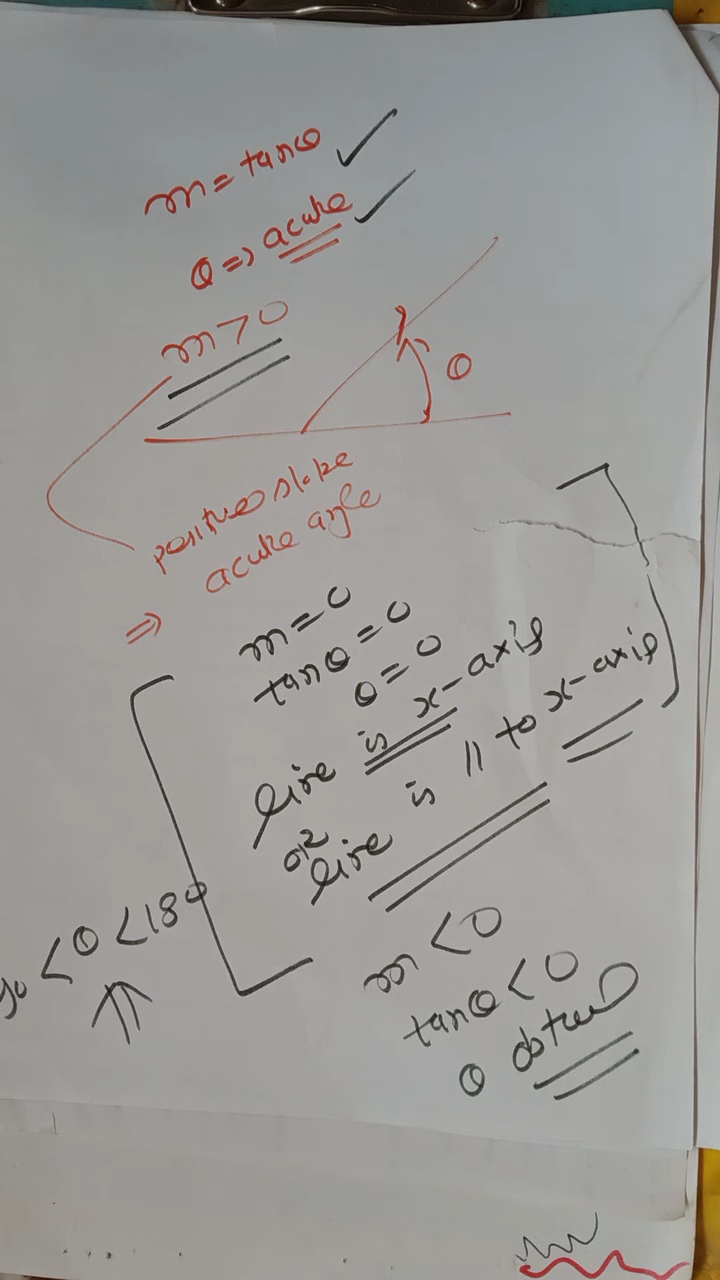 m = tanθ ✓
θ => acute ✓
m > 0
θ
positive slope
acute angle
=>
m = 0
tanθ = 0
θ = 0
line is x-axis
or
line is || to x-axis
90 < θ < 180
m < 0
tanθ < 0
θ obtuse